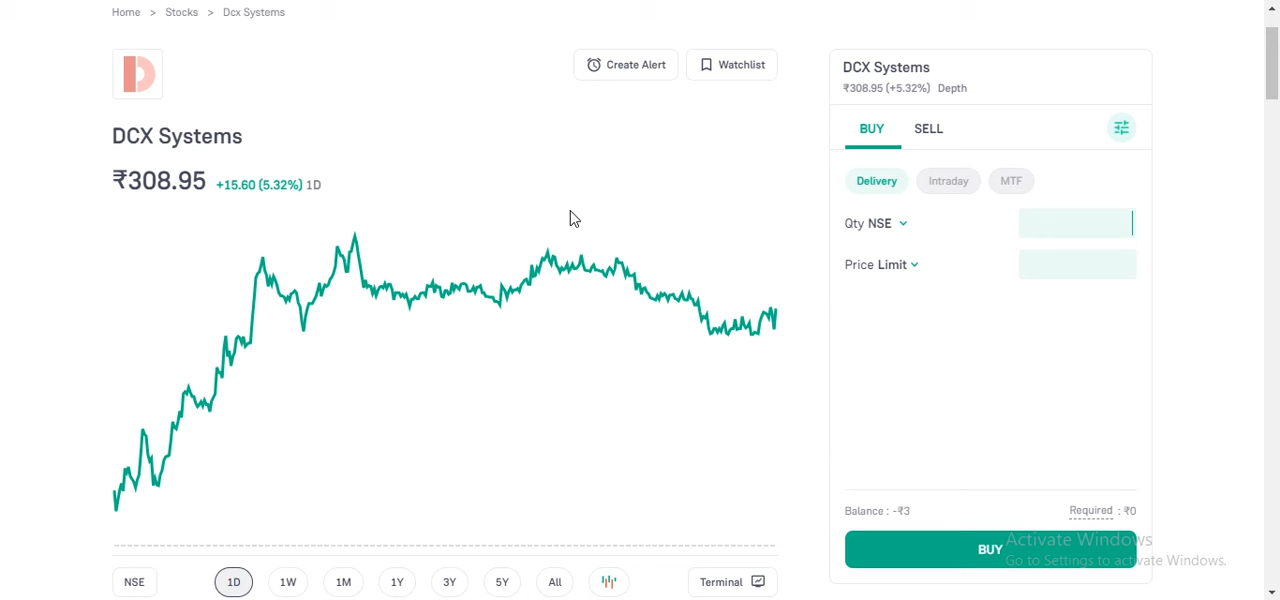 Home > Stocks > Dcx Systems
Create Alert
Watchlist
DCX Systems
₹308.95 +15.60 (5.32%) 1D
NSE
1D
1W
1M
1Y
3Y
5Y
All
Terminal
DCX Systems
₹308.95 (+5.32%) Depth
BUY SELL
Delivery Intraday MTF
Qty NSE
Price Limit
Balance : -₹3 Required : ₹0
BUY
Activate Windows
Go to Settings to activate Windows.